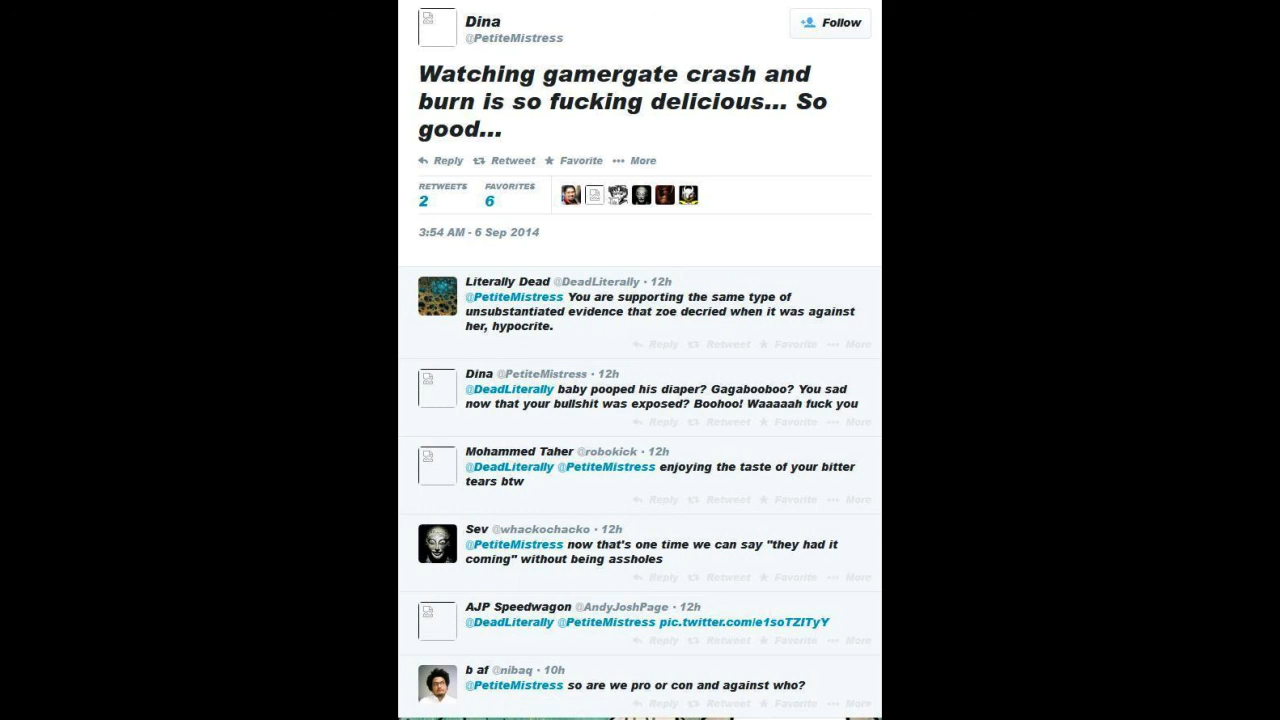 Dina
@PetiteMistress
Follow
Watching gamergate crash and
burn is so fucking delicious... So
good...
Reply Retweet Favorite More
RETWEETS FAVORITES
2 6
3:54 AM - 6 Sep 2014
Literally Dead @DeadLiterally · 12h
@PetiteMistress You are supporting the same type of
unsubstantiated evidence that zoe decried when it was against
her, hypocrite.
Reply Retweet Favorite More
Dina @PetiteMistress · 12h
@DeadLiterally baby pooped his diaper? Gagabooboo? You sad
now that your bullshit was exposed? Boohoo! Waaaaah fuck you
Reply Retweet Favorite More
Mohammed Taher @robokick · 12h
@DeadLiterally @PetiteMistress enjoying the taste of your bitter
tears btw
Reply Retweet Favorite More
Sev @whackochacko · 12h
@PetiteMistress now that's one time we can say "they had it
coming" without being assholes
Reply Retweet Favorite More
AJP Speedwagon @AndyJoshPage · 12h
@DeadLiterally @PetiteMistress pic.twitter.com/e1soTZITyY
Reply Retweet Favorite More
b af @nibaq · 10h
@PetiteMistress so are we pro or con and against who?
Reply Retweet Favorite More